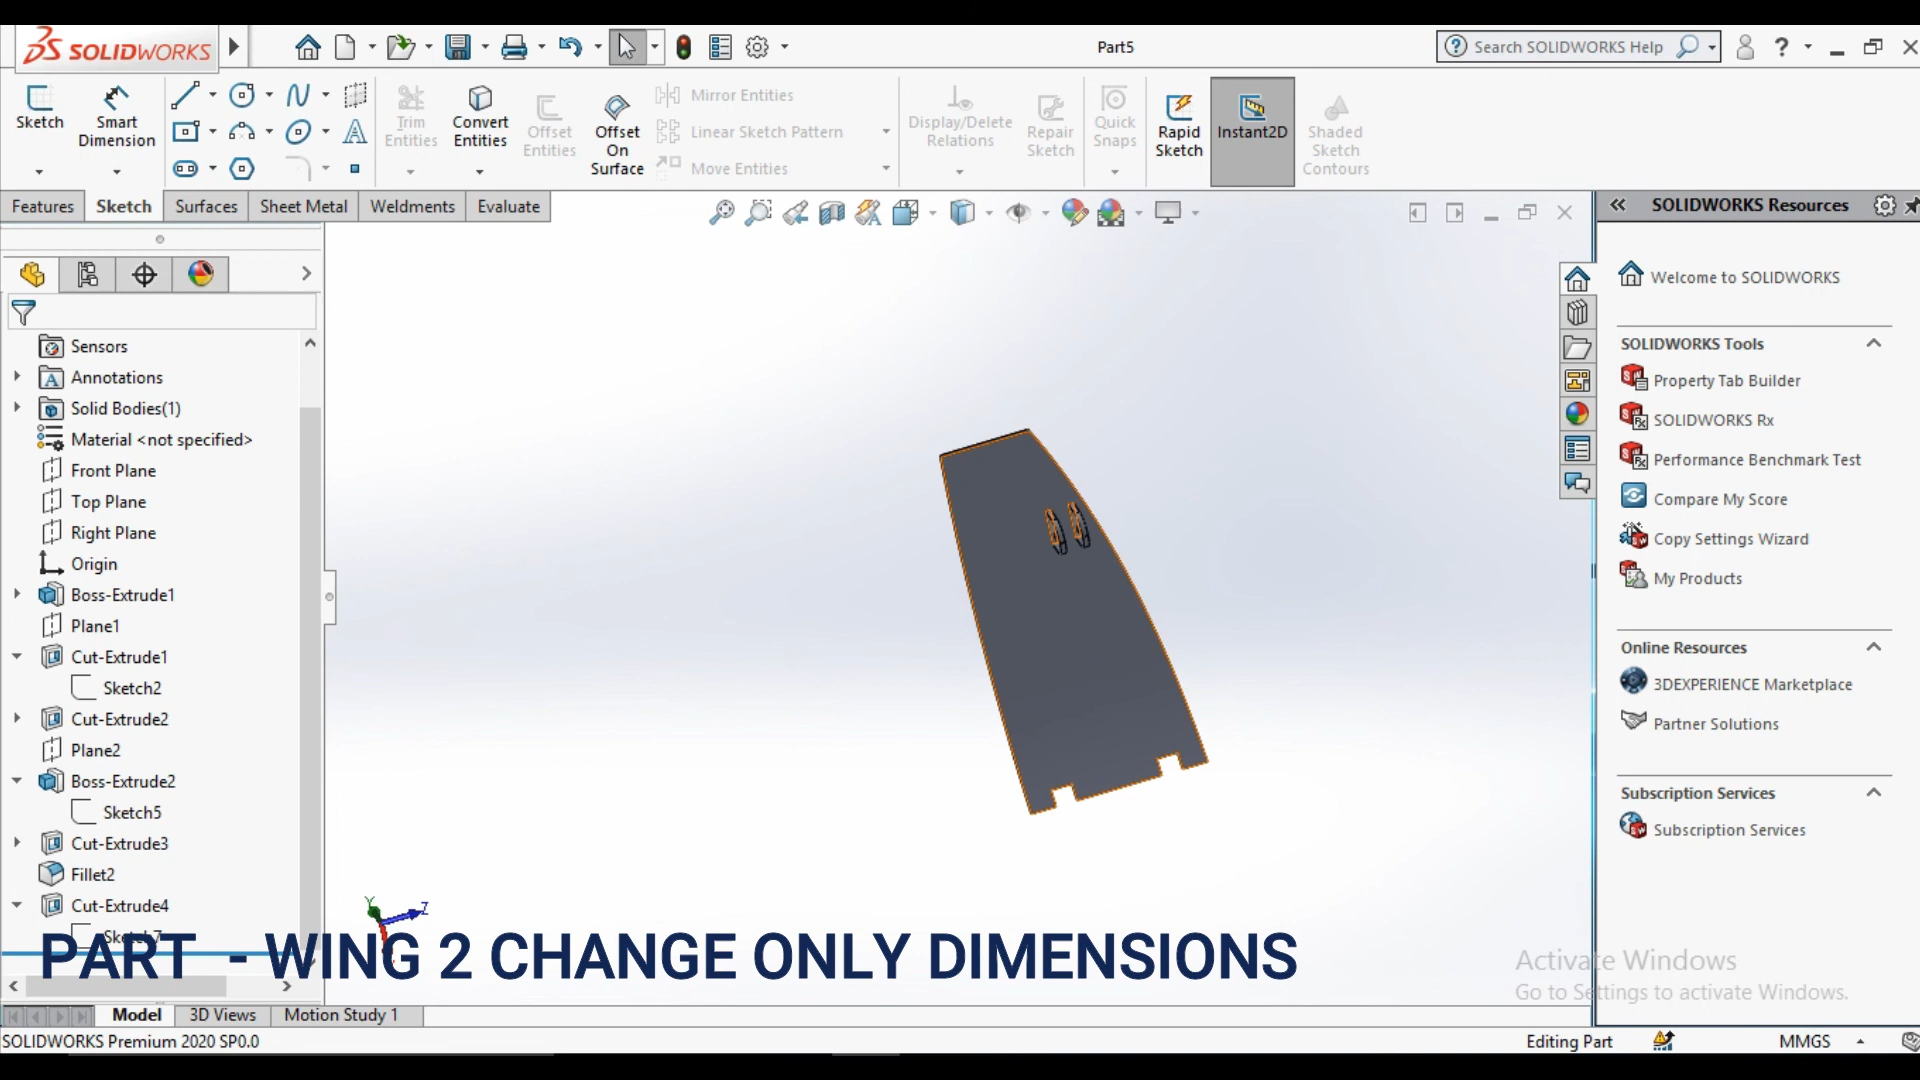 SOLIDWORKS
Part5
Search SOLIDWORKS Help
?
Sketch
Smart Dimension
Trim Entities
Convert Entities
Offset Entities
Offset On Surface
Mirror Entities
Linear Sketch Pattern
Move Entities
Display/Delete Relations
Repair Sketch
Quick Snaps
Rapid Sketch
Instant2D
Shaded Sketch Contours
Features
Sketch
Surfaces
Sheet Metal
Weldments
Evaluate
SOLIDWORKS Resources
Sensors
Annotations
Solid Bodies(1)
Material <not specified>
Front Plane
Top Plane
Right Plane
Origin
Boss-Extrude1
Plane1
Cut-Extrude1
Sketch2
Cut-Extrude2
Plane2
Boss-Extrude2
Sketch5
Cut-Extrude3
Fillet2
Cut-Extrude4
Sketch7
Y
Z
Welcome to SOLIDWORKS
SOLIDWORKS Tools
Property Tab Builder
SOLIDWORKS Rx
Performance Benchmark Test
Compare My Score
Copy Settings Wizard
My Products
Online Resources
3DEXPERIENCE Marketplace
Partner Solutions
Subscription Services
Subscription Services
PART - WING 2 CHANGE ONLY DIMENSIONS
Activate Windows
Go to Settings to activate Windows.
Model
3D Views
Motion Study 1
SOLIDWORKS Premium 2020 SP0.0
Editing Part
MMGS